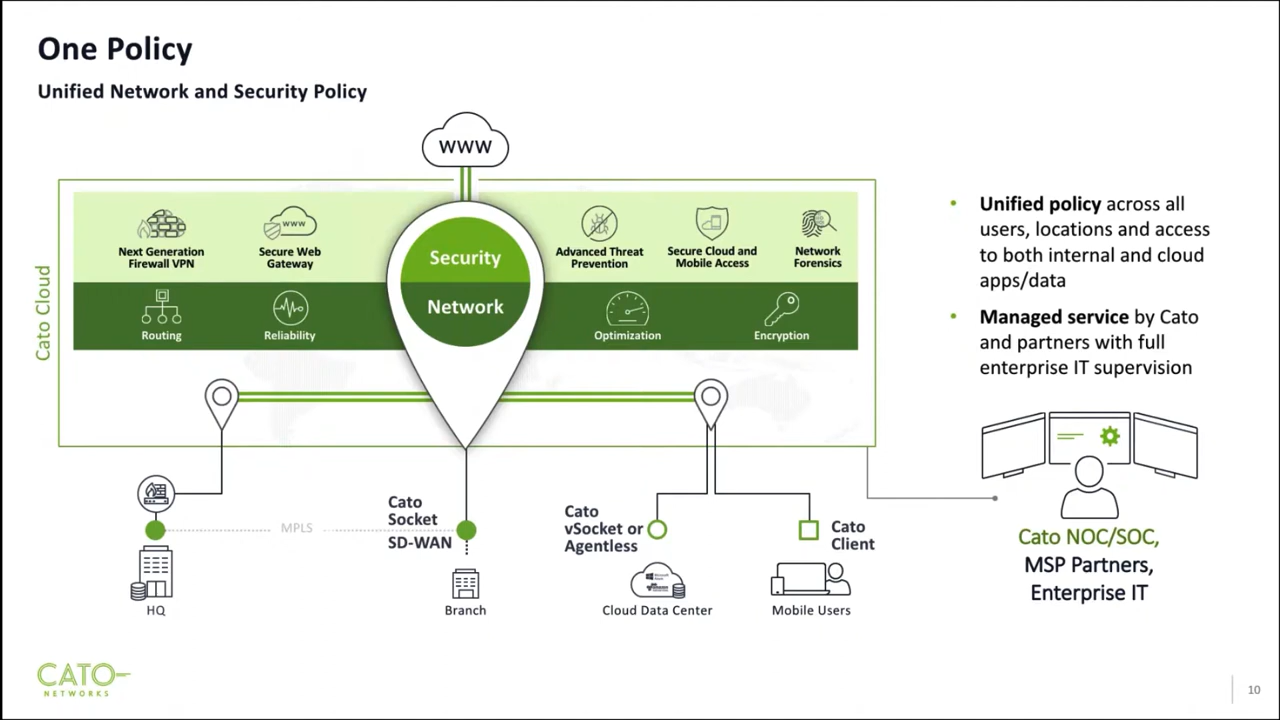 One Policy
Unified Network and Security Policy
WWW
Cato Cloud
Next Generation
Firewall VPN
www
Secure Web
Gateway
Security
Network
Advanced Threat
Prevention
Secure Cloud and
Mobile Access
Network
Forensics
Routing
Reliability
Optimization
Encryption
• Unified policy across all
users, locations and access
to both internal and cloud
apps/data
• Managed service by Cato
and partners with full
enterprise IT supervision
MPLS
Cato
Socket
SD-WAN
Cato
vSocket or
Agentless
Cato
Client
HQ
Branch
Cloud Data Center
Mobile Users
Cato NOC/SOC,
MSP Partners,
Enterprise IT
CATO
NETWORKS
10